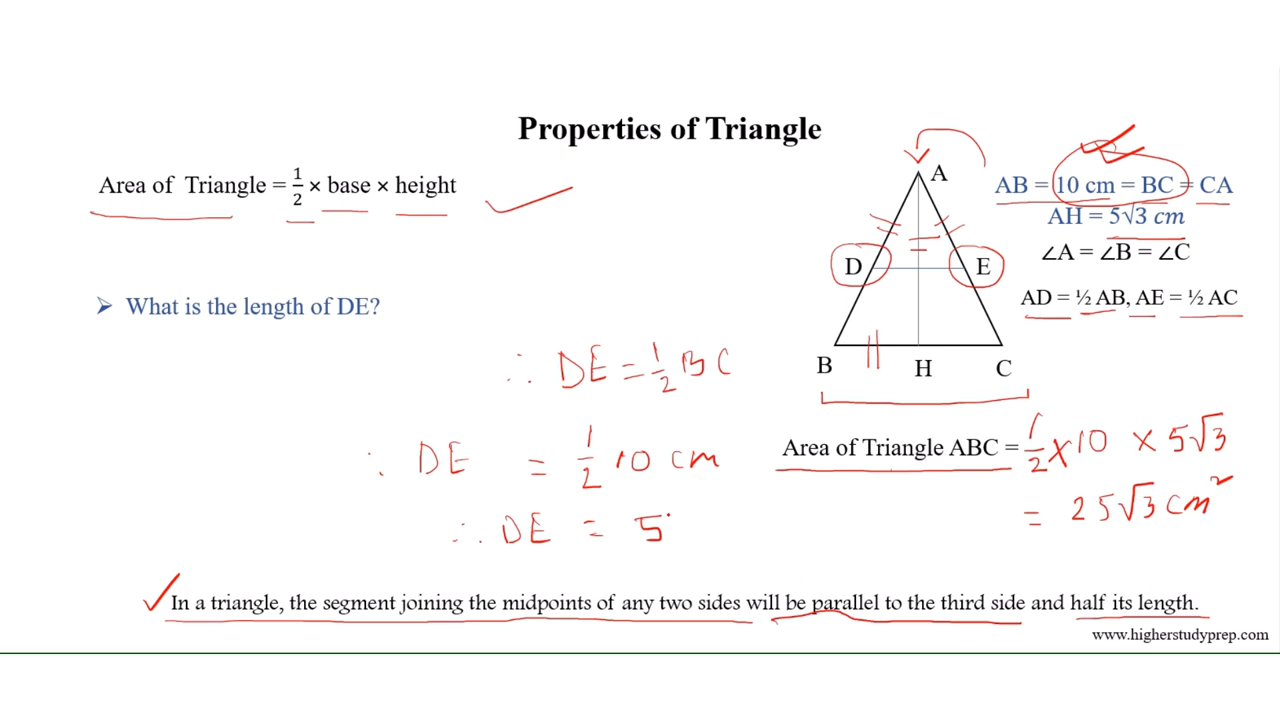 Properties of Triangle
Area of Triangle = 1/2 × base × height
➢ What is the length of DE?
A
D
E
B
H
C
AB = 10 cm = BC = CA
AH = 5√3 cm
∠A = ∠B = ∠C
AD = ½ AB, AE = ½ AC
∴ DE = 1/2 BC
∴ DE = 1/2 10 cm
∴ DE = 5
Area of Triangle ABC = 1/2 × 10 × 5√3
= 25√3 cm²
In a triangle, the segment joining the midpoints of any two sides will be parallel to the third side and half its length.
www.higherstudyprep.com